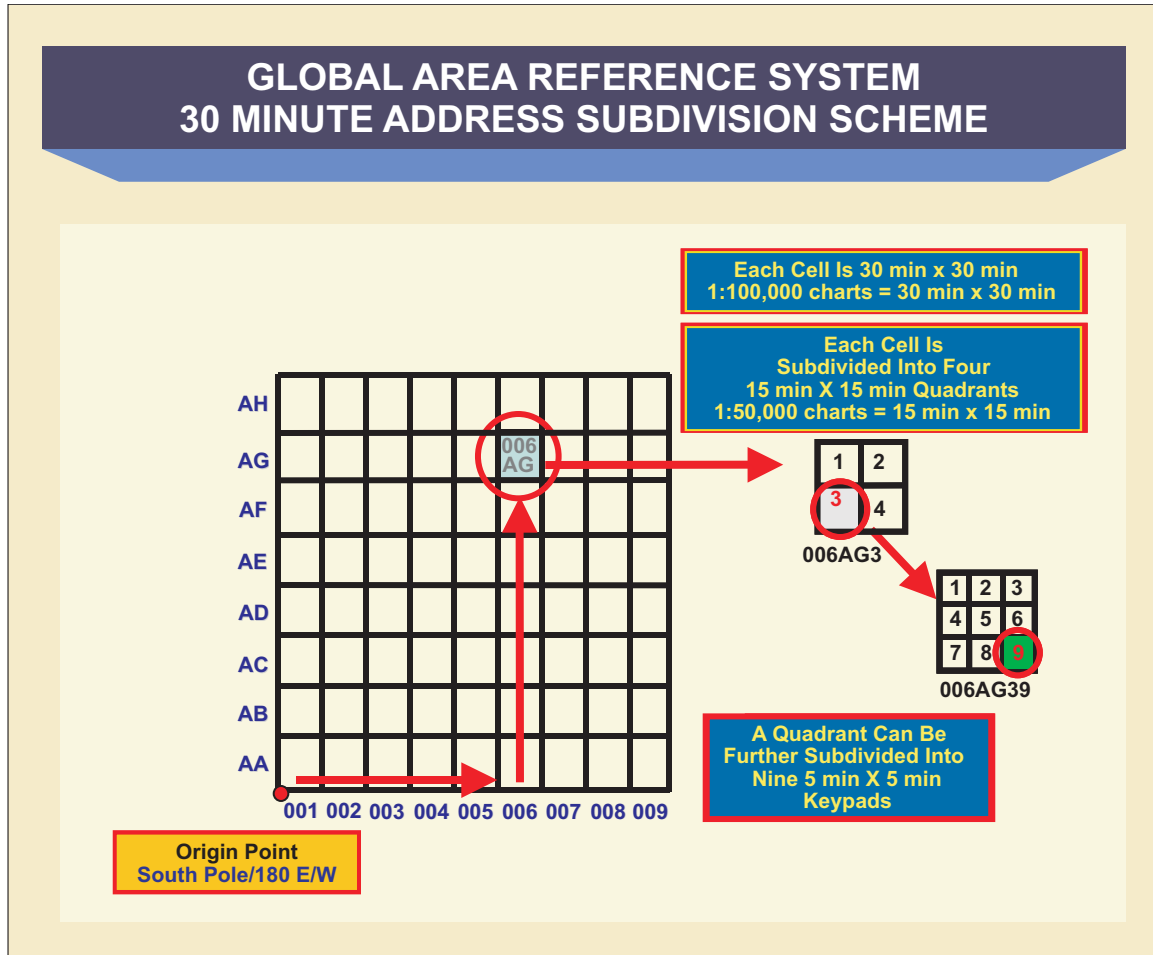 GLOBAL AREA REFERENCE SYSTEM
30 MINUTE ADDRESS SUBDIVISION SCHEME
Each Cell Is 30 min x 30 min
1:100,000 charts = 30 min x 30 min
Each Cell Is
Subdivided Into Four
15 min X 15 min Quadrants
1:50,000 charts = 15 min x 15 min
AH
AG
AF
AE
AD
AC
AB
AA
006
AG
001 002 003 004 005 006 007 008 009
Origin Point
South Pole/180 E/W
1 2
3 4
006AG3
1 2 3
4 5 6
7 8 9
006AG39
A Quadrant Can Be
Further Subdivided Into
Nine 5 min X 5 min
Keypads